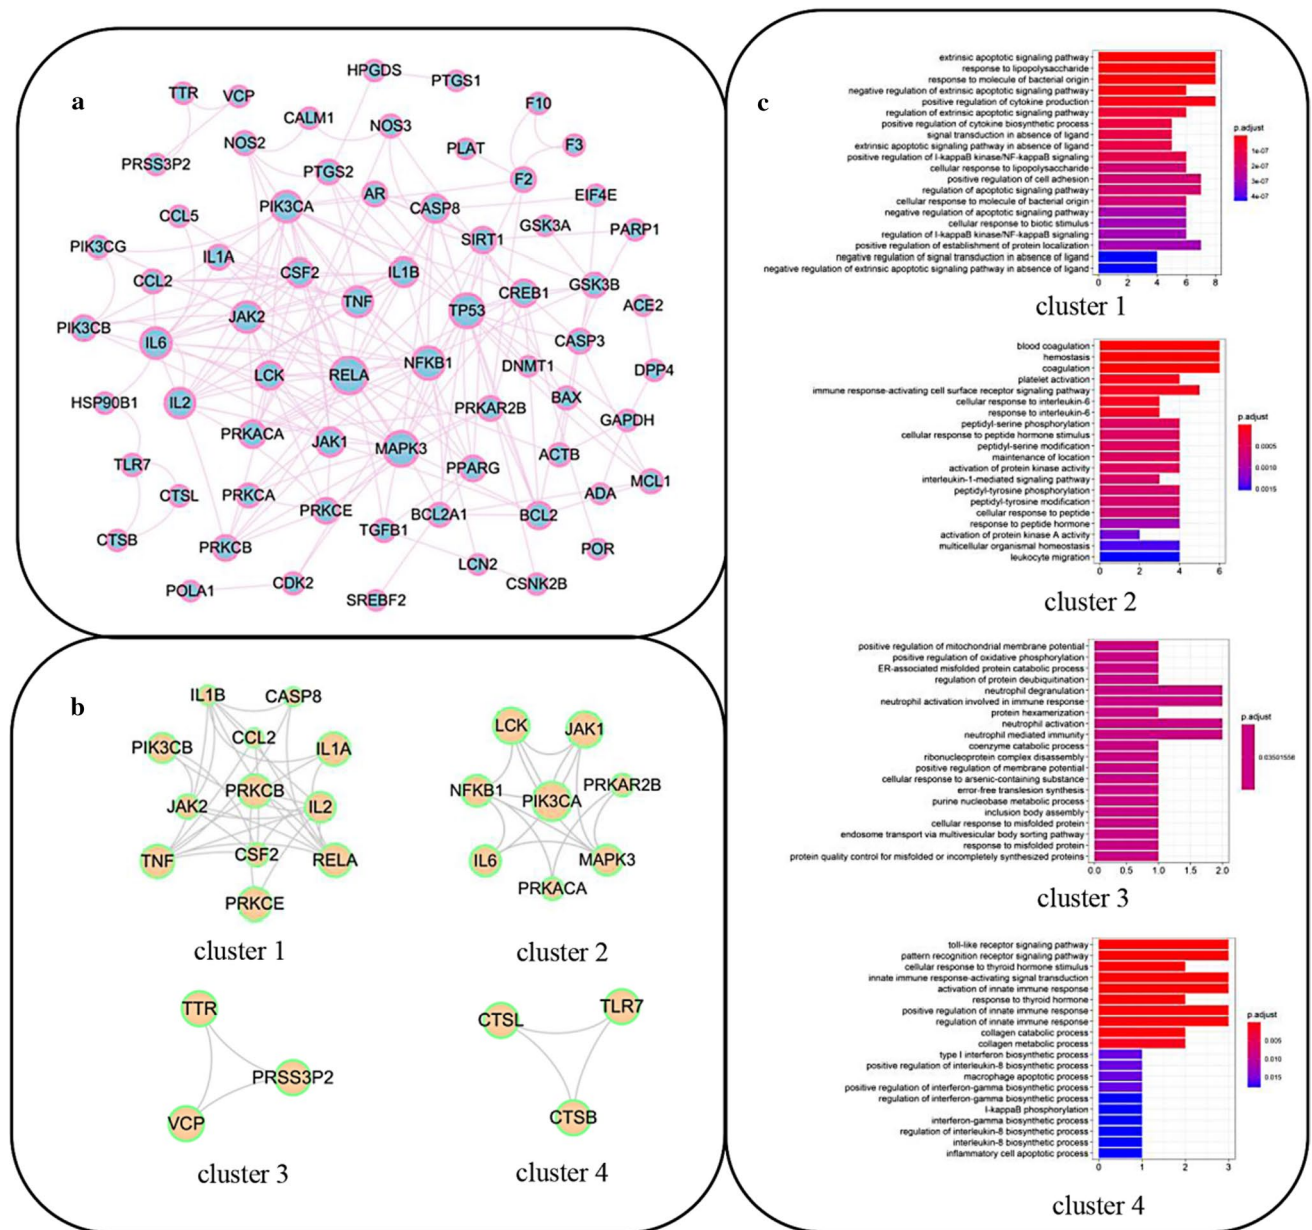 a
HPGDS
PTGS1
TTR
VCP
F10
CALM1
NOS3
NOS2
PLAT
F3
PRSS3P2
PTGS2
F2
AR
EIF4E
PIK3CA
CASP8
CCL5
GSK3A
PARP1
SIRT1
PIK3CG
IL1A
CSF2
IL1B
CCL2
GSK3B
CREB1
TNF
ACE2
TP53
JAK2
PIK3CB
IL6
CASP3
NFKB1
DNMT1
DPP4
LCK
RELA
BAX
HSP90B1
IL2
PRKAR2B
GAPDH
PRKACA
JAK1
MAPK3
ACTB
TLR7
PPARG
MCL1
CTSL
PRKCA
ADA
PRKCE
BCL2A1
BCL2
TGFB1
CTSB
PRKCB
POR
LCN2
CDK2
CSNK2B
POLA1
SREBF2
b
IL1B
CASP8
CCL2
PIK3CB
IL1A
PRKCB
JAK2
IL2
TNF
CSF2
RELA
PRKCE
cluster 1
LCK
JAK1
NFKB1
PRKAR2B
PIK3CA
IL6
MAPK3
PRKACA
cluster 2
TTR
PRSS3P2
VCP
cluster 3
CTSL
TLR7
CTSB
cluster 4
c
extrinsic apoptotic signaling pathway
response to lipopolysaccharide
response to molecule of bacterial origin
negative regulation of extrinsic apoptotic signaling pathway
positive regulation of cytokine production
regulation of extrinsic apoptotic signaling pathway
positive regulation of cytokine biosynthetic process
signal transduction in absence of ligand
extrinsic apoptotic signaling pathway in absence of ligand
positive regulation of I-kappaB kinase/NF-kappaB signaling
cellular response to lipopolysaccharide
positive regulation of cell adhesion
regulation of apoptotic signaling pathway
cellular response to molecule of bacterial origin
negative regulation of apoptotic signaling pathway
cellular response to biotic stimulus
regulation of I-kappaB kinase/NF-kappaB signaling
positive regulation of establishment of protein localization
negative regulation of signal transduction in absence of ligand
negative regulation of extrinsic apoptotic signaling pathway in absence of ligand
0 2 4 6 8
p.adjust
1e-07
2e-07
3e-07
4e-07
cluster 1
blood coagulation
hemostasis
coagulation
platelet activation
immune response-activating cell surface receptor signaling pathway
cellular response to interleukin-6
response to interleukin-6
peptidyl-serine phosphorylation
cellular response to peptide hormone stimulus
peptidyl-serine modification
maintenance of location
activation of protein kinase activity
interleukin-1-mediated signaling pathway
peptidyl-tyrosine phosphorylation
peptidyl-tyrosine modification
cellular response to peptide
response to peptide hormone
activation of protein kinase A activity
multicellular organismal homeostasis
leukocyte migration
0 2 4 6
p.adjust
0.0005
0.0010
0.0015
cluster 2
positive regulation of mitochondrial membrane potential
positive regulation of oxidative phosphorylation
ER-associated misfolded protein catabolic process
regulation of protein deubiquitination
neutrophil degranulation
neutrophil activation involved in immune response
protein hexamerization
neutrophil activation
neutrophil mediated immunity
coenzyme catabolic process
ribonucleoprotein complex disassembly
positive regulation of membrane potential
cellular response to arsenic-containing substance
error-free translesion synthesis
purine nucleobase metabolic process
inclusion body assembly
cellular response to misfolded protein
endosome transport via multivesicular body sorting pathway
response to misfolded protein
protein quality control for misfolded or incompletely synthesized proteins
0.0 0.5 1.0 1.5 2.0
p.adjust
0.03501556
cluster 3
toll-like receptor signaling pathway
pattern recognition receptor signaling pathway
cellular response to thyroid hormone stimulus
innate immune response-activating signal transduction
activation of innate immune response
response to thyroid hormone
positive regulation of innate immune response
regulation of innate immune response
collagen catabolic process
collagen metabolic process
type I interferon biosynthetic process
positive regulation of interleukin-8 biosynthetic process
macrophage apoptotic process
positive regulation of interferon-gamma biosynthetic process
regulation of interferon-gamma biosynthetic process
I-kappaB phosphorylation
interferon-gamma biosynthetic process
regulation of interleukin-8 biosynthetic process
interleukin-8 biosynthetic process
inflammatory cell apoptotic process
0 1 2 3
p.adjust
0.005
0.010
0.015
cluster 4